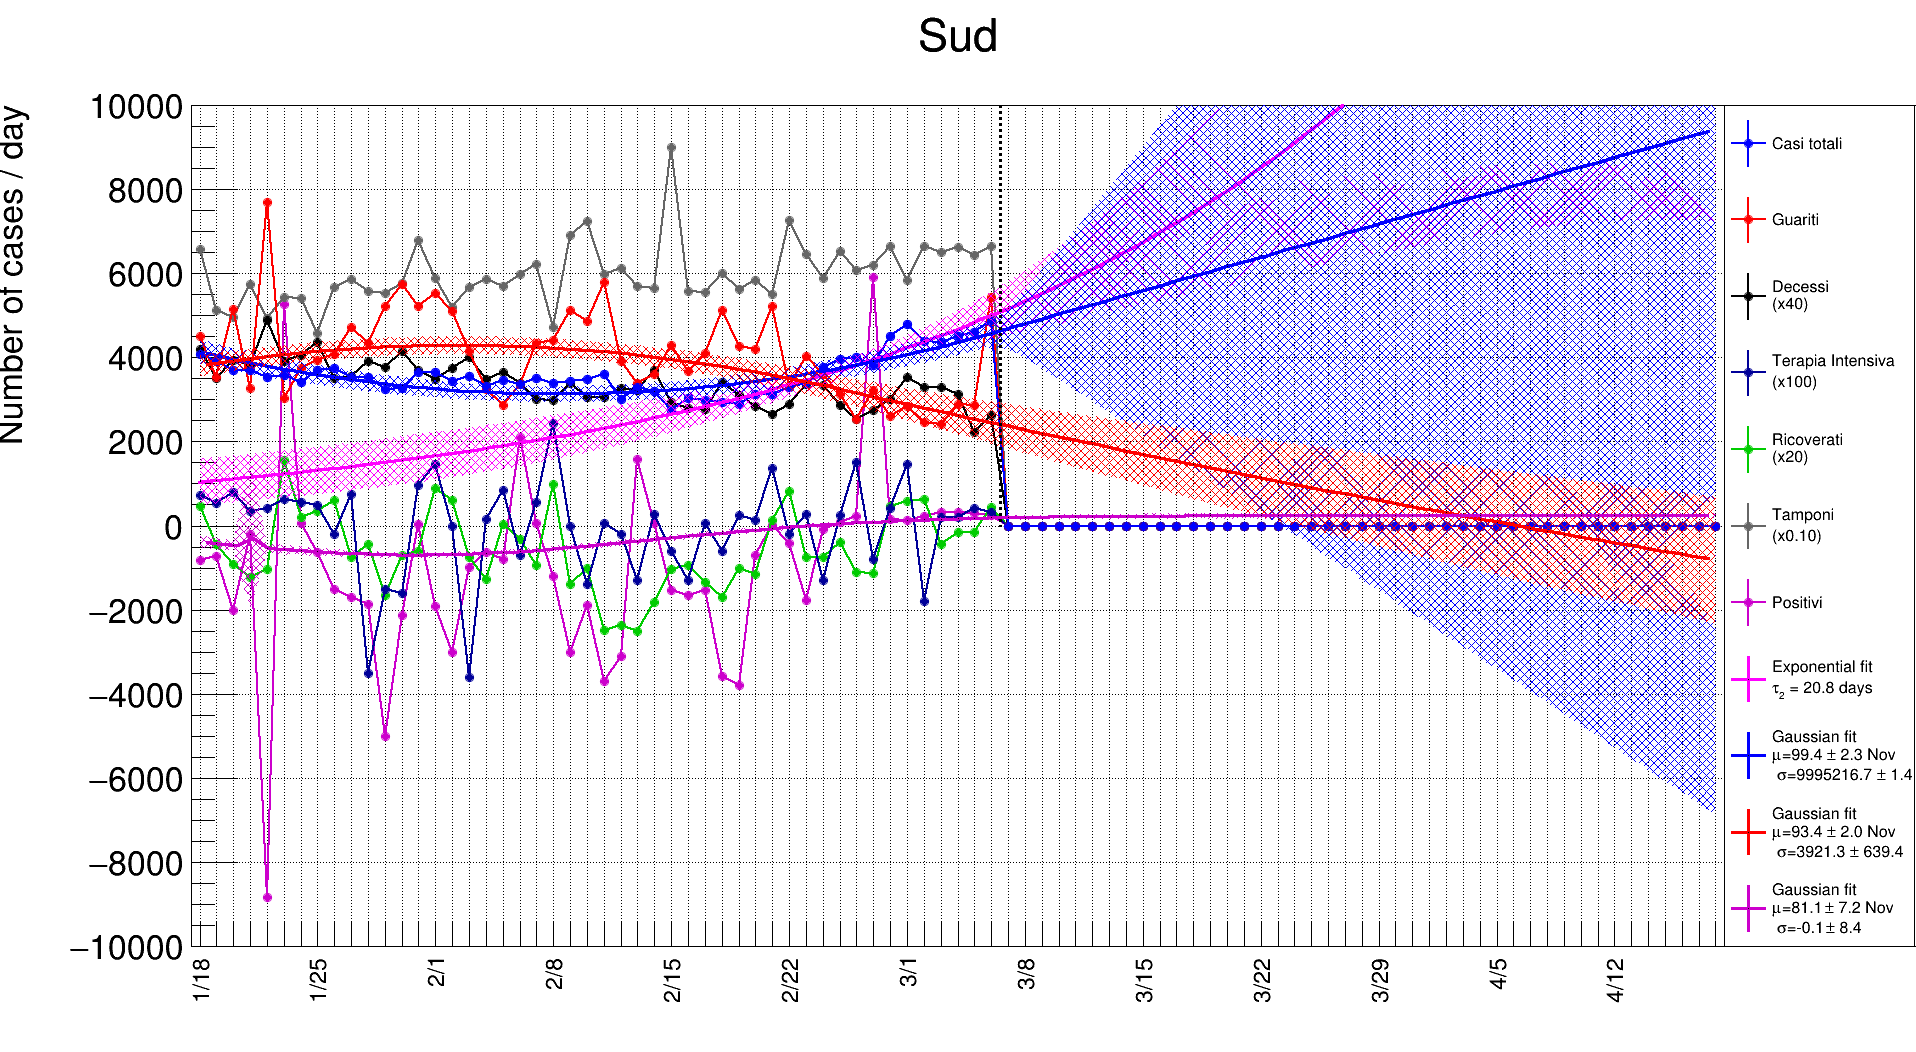 Sud
Number of cases / day
10000
8000
6000
4000
2000
0
−2000
−4000
−6000
−8000
−10000
1/18
1/25
2/1
2/8
2/15
2/22
3/1
3/8
3/15
3/22
3/29
4/5
4/12
Casi totali
Guariti
Decessi
(x40)
Terapia Intensiva
(x100)
Ricoverati
(x20)
Tamponi
(x0.10)
Positivi
Exponential fit
τ2 = 20.8 days
Gaussian fit
μ=99.4 ± 2.3 Nov
σ=9995216.7 ± 1.4
Gaussian fit
μ=93.4 ± 2.0 Nov
σ=3921.3 ± 639.4
Gaussian fit
μ=81.1 ± 7.2 Nov
σ=-0.1 ± 8.4